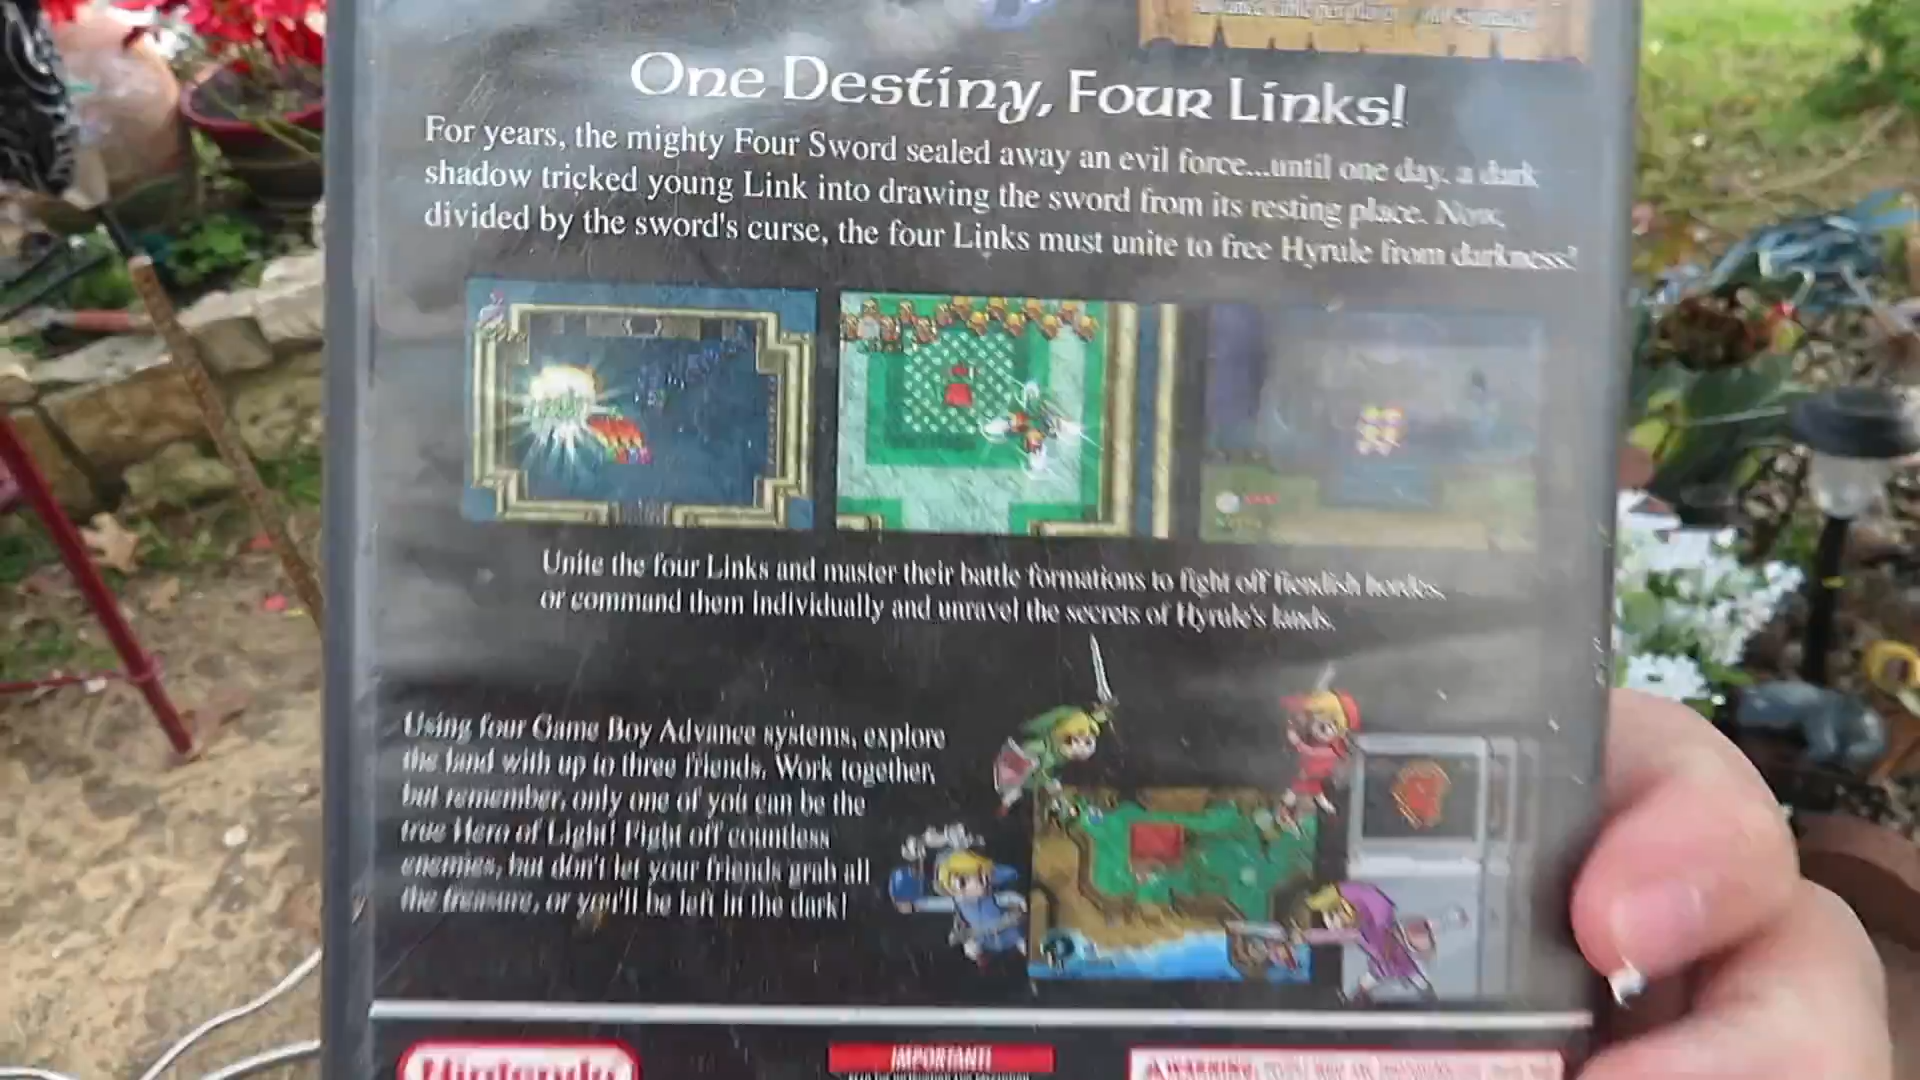 One Destiny, Four Links!
For years, the mighty Four Sword sealed away an evil force...until one day, a dark
shadow tricked young Link into drawing the sword from its resting place. Now,
divided by the sword's curse, the four Links must unite to free Hyrule from darkness!
Unite the four Links and master their battle formations to fight off fiendish hordes,
or command them individually and unravel the secrets of Hyrule's lands.
Using four Game Boy Advance systems, explore
the land with up to three friends. Work together,
but remember, only one of you can be the
true Hero of Light! Fight off countless
enemies, but don't let your friends grab all
the treasure, or you'll be left in the dark!
Nintendo
IMPORTANT!
WARNING: